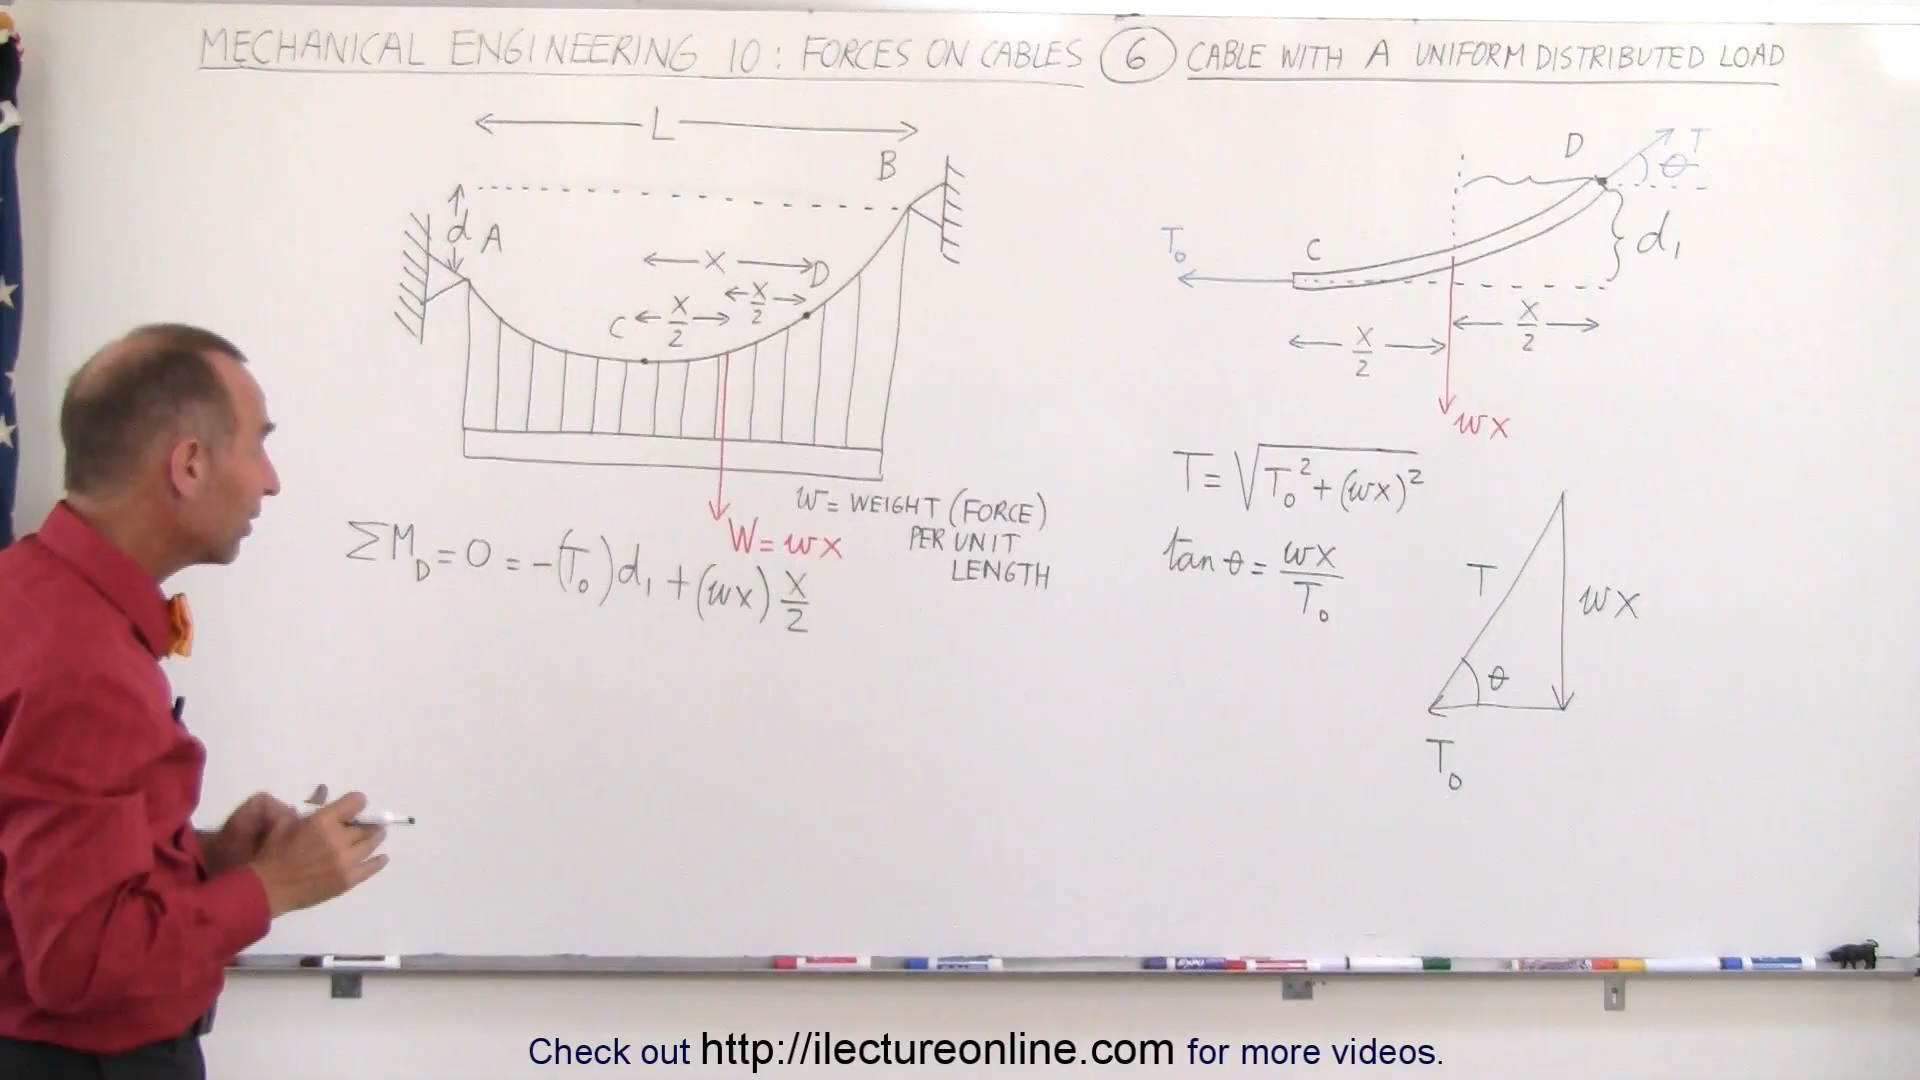 MECHANICAL ENGINEERING 10: FORCES ON CABLES 6 CABLE WITH A UNIFORM DISTRIBUTED LOAD
L
B
d A
x
D
x/2
C x/2
W = wx
w = WEIGHT (FORCE)
PER UNIT
LENGTH
ΣM_D = 0 = -(T₀)d₁ + (wx) x/2
D T
θ
T₀ C d₁
x/2 x/2
wx
T = √(T₀² + (wx)²)
tan θ = wx/T₀
T wx
θ
T₀
Check out http://ilectureonline.com for more videos.